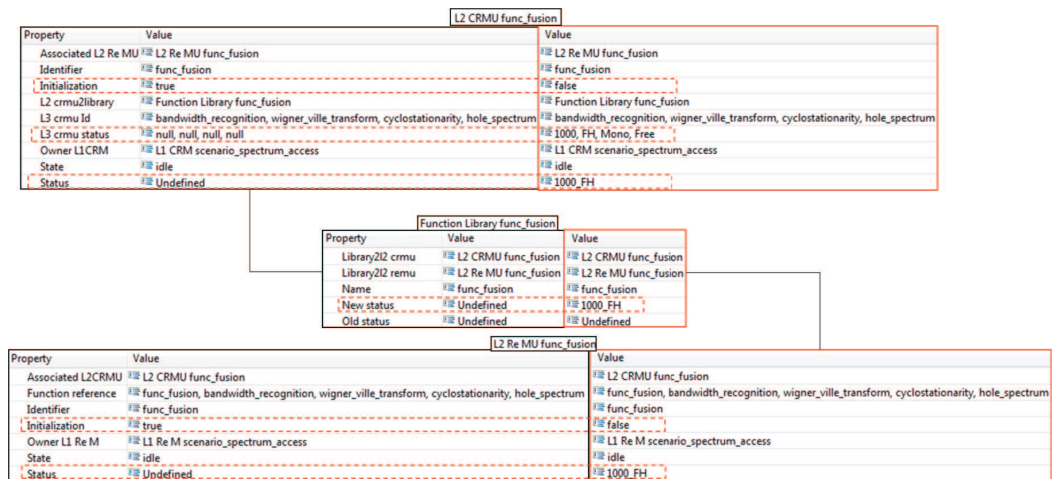 L2 CRMU func_fusion
Property Value Value
Associated L2 Re MU L2 Re MU func_fusion L2 Re MU func_fusion
Identifier func_fusion func_fusion
Initialization true false
L2 crmu2library Function Library func_fusion Function Library func_fusion
L3 crmu Id bandwidth_recognition, wigner_ville_transform, cyclostationarity, hole_spectrum bandwidth_recognition, wigner_ville_transform, cyclostationarity, hole_spectrum
L3 crmu status null, null, null, null 1000, FH, Mono, Free
Owner L1CRM L1 CRM scenario_spectrum_access L1 CRM scenario_spectrum_access
State idle idle
Status Undefined 1000_FH
Function Library func_fusion
Property Value Value
Library2l2 crmu L2 CRMU func_fusion L2 CRMU func_fusion
Library2l2 remu L2 Re MU func_fusion L2 Re MU func_fusion
Name func_fusion func_fusion
New status Undefined 1000_FH
Old status Undefined Undefined
L2 Re MU func_fusion
Property Value Value
Associated L2CRMU L2 CRMU func_fusion L2 CRMU func_fusion
Function reference func_fusion, bandwidth_recognition, wigner_ville_transform, cyclostationarity, hole_spectrum func_fusion, bandwidth_recognition, wigner_ville_transform, cyclostationarity, hole_spectrum
Identifier func_fusion func_fusion
Initialization true false
Owner L1 Re M L1 Re M scenario_spectrum_access L1 Re M scenario_spectrum_access
State idle idle
Status Undefined 1000_FH